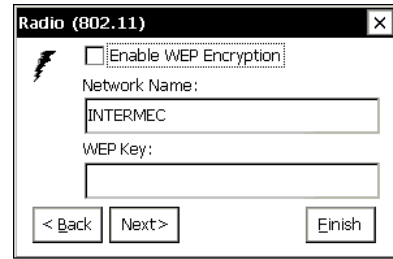 Radio (802.11)
Enable WEP Encryption
Network Name:
INTERMEC
WEP Key:
< Back Next> Finish